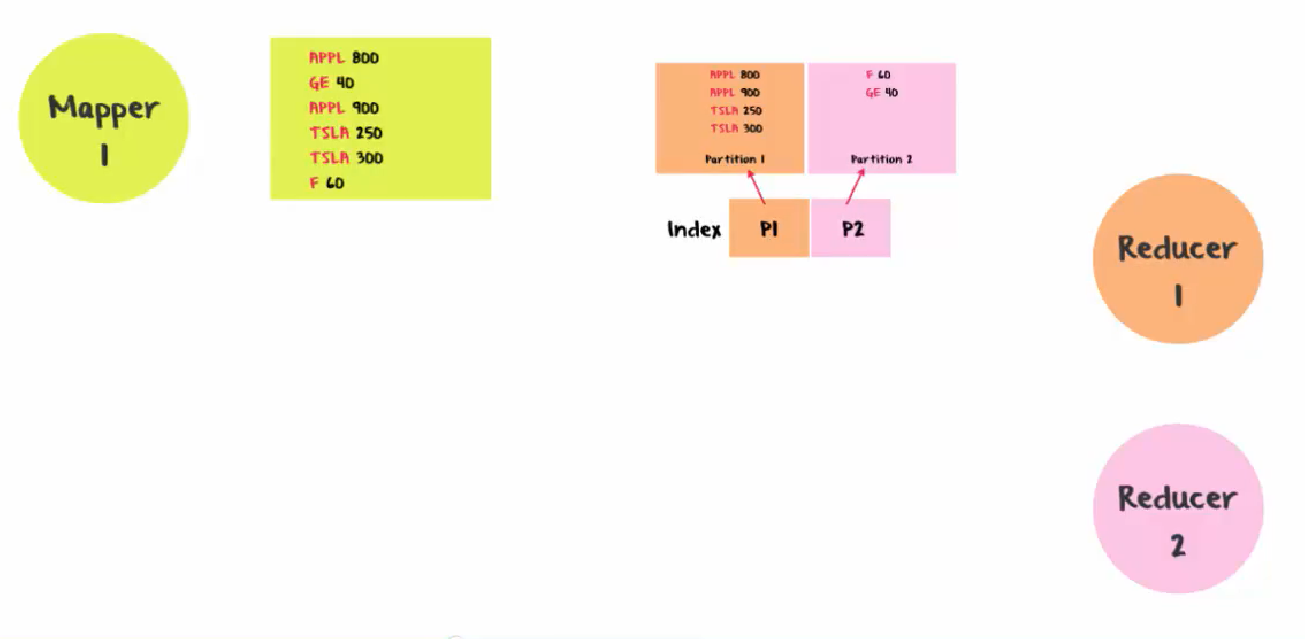 Mapper
1
APPL 800
GE 40
APPL 900
TSLA 250
TSLA 300
F 60
APPL 800
APPL 900
TSLA 250
TSLA 300
Partition 1
F 60
GE 40
Partition 2
Index
P1
P2
Reducer
1
Reducer
2